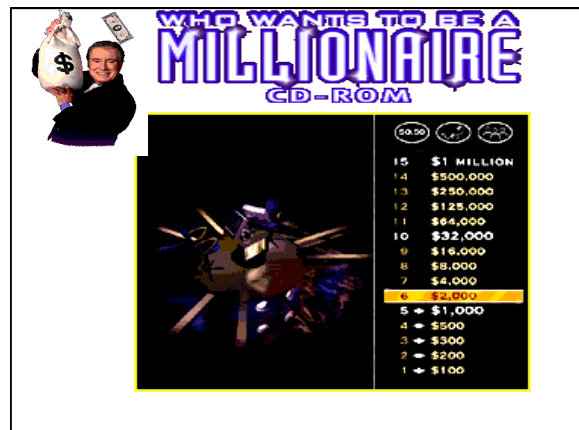 WHO WANTS TO BE A
MILLIONAIRE
CD-ROM
$
50:50
15 $1 MILLION
14 $500,000
13 $250,000
12 $125,000
11 $64,000
10 $32,000
9 $16,000
8 $8,000
7 $4,000
6 $2,000
5 ◆ $1,000
4 ◆ $500
3 ◆ $300
2 ◆ $200
1 ◆ $100